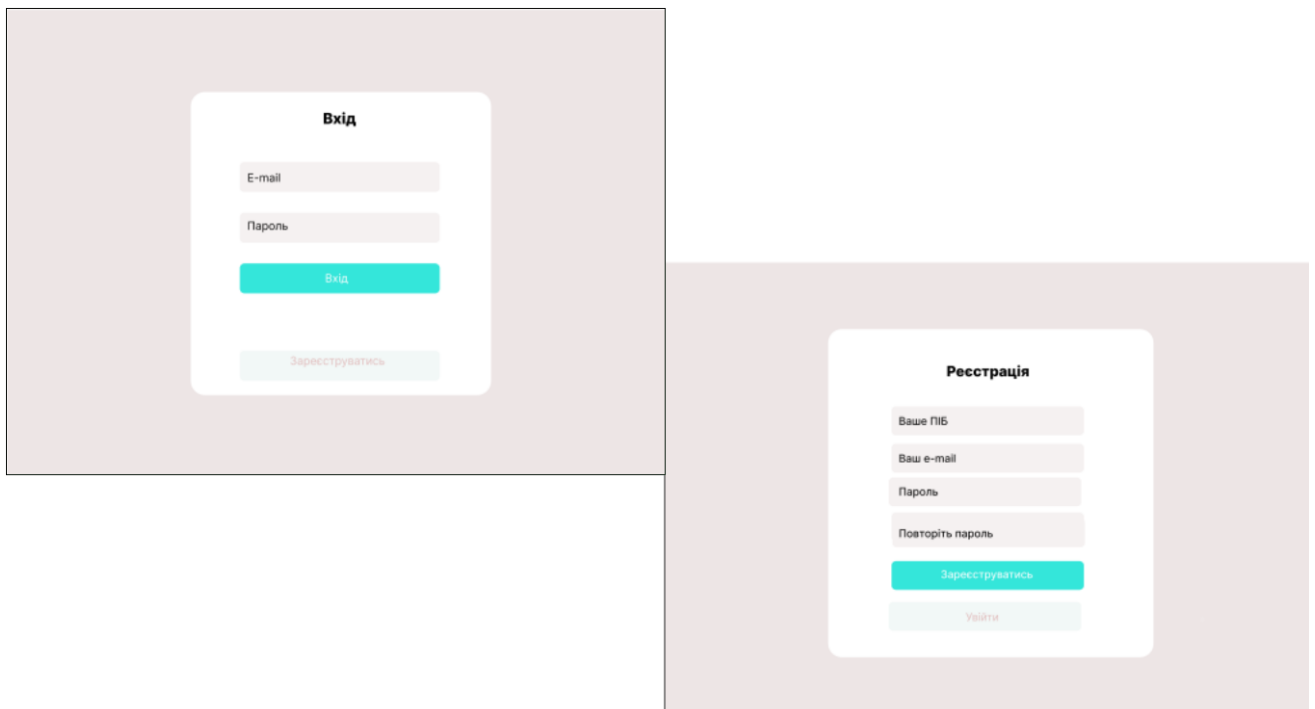 Вхід
E-mail
Пароль
Вхід
Зареєструватись
Реєстрація
Ваше ПІБ
Ваш e-mail
Пароль
Повторіть пароль
Зареєструватись
Увійти